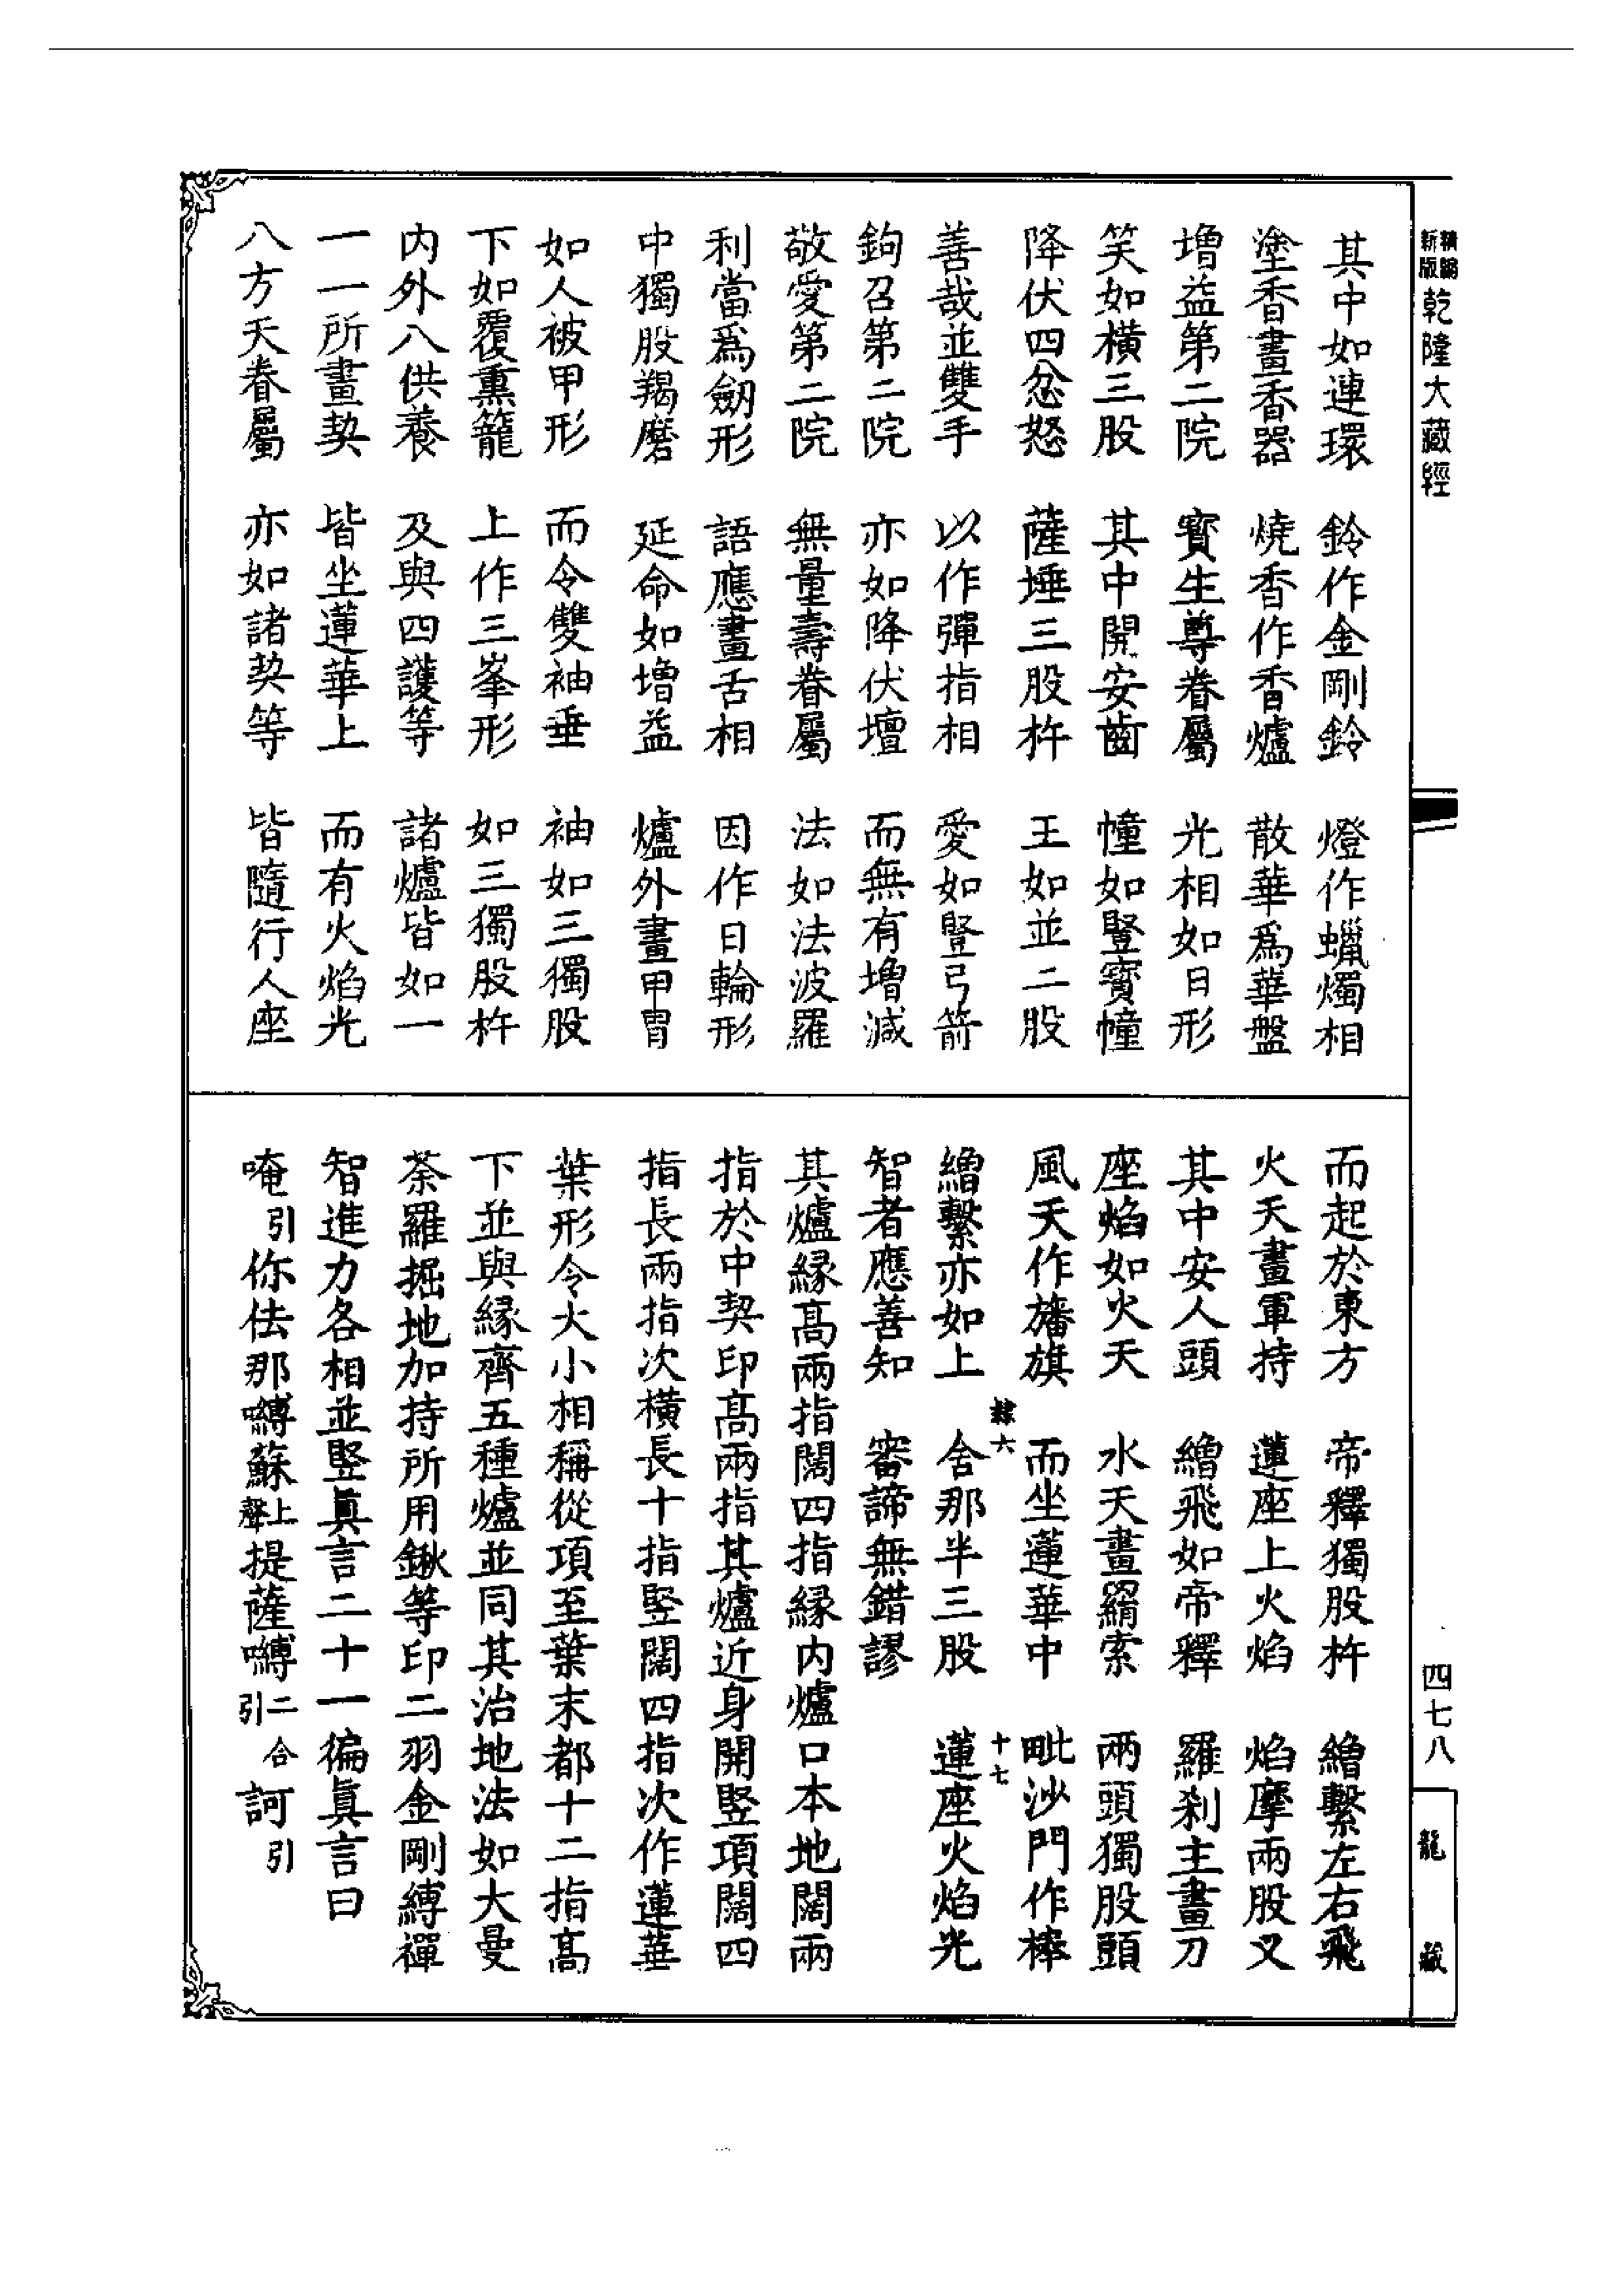 新版 精編 乾隆大藏經
其中如連環　鈴作金剛鈴　燈作蠟燭相
塗香畫香器　燒香作香爐　散華爲華盤
增益第二院　寶生尊眷屬　光相如日形
笑如橫三股　其中開安齒　幢如豎寶幢
降伏四忿怒　薩埵三股杵　王如並二股
善哉並雙手　以作彈指相　愛如豎弓箭
鉤召第二院　亦如降伏壇　而無有增減
敬愛第二院　無量壽眷屬　法如法波羅
利當爲劒形　語應畫舌相　因作日輪形
中獨股羯磨　延命如增益　爐外畫甲冑
如人被甲形　而令雙袖垂　袖如三獨股
下如覆熏籠　上作三峯形　如三獨股杵
內外八供養　及與四護等　諸爐皆如一
一一所畫契　皆坐蓮華上　而有火焰光
八方天眷屬　亦如諸契等　皆隨行人座
而起於東方　帝釋獨股杵　繒繫左右飛
火天畫軍持　蓮座上火焰　焰摩兩股叉
其中安人頭　繒飛如帝釋　羅刹主畫刀
座焰如火天　水天畫羂索　兩頭獨股頭
風天作旛旗　而坐蓮華中　毗沙門作棒
隸六　十七
繒繫亦如上　舍那半三股　蓮座火焰光
智者應善知　審諦無錯謬
其爐緣高兩指闊四指緣內爐口本地闊兩
指於中契印高兩指其爐近身開豎項闊四
指長兩指次橫長十指豎闊四指次作蓮華
葉形令大小相稱從項至葉末都十二指高
下並與緣齊五種爐並同其治地法如大曼
荼羅掘地加持所用鍬等印二羽金剛縛禪
智進力各相並豎眞言二十一徧眞言曰
唵引你佉那嚩蘇上聲提薩嚩二合引訶引
四七八
龍藏